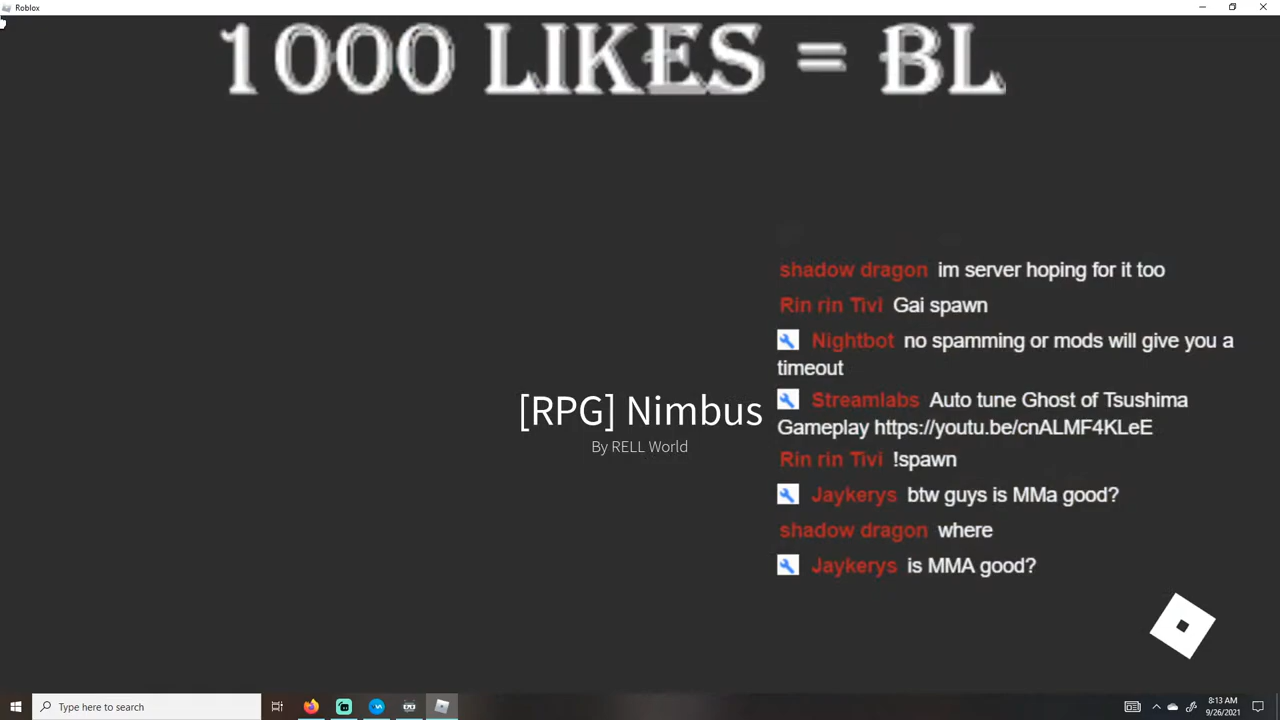 Roblox
1000 LIKES = BL
shadow dragon im server hoping for it too
Rin rin Tivi Gai spawn
Nightbot no spamming or mods will give you a
timeout
Streamlabs Auto tune Ghost of Tsushima
Gameplay https://youtu.be/cnALMF4KLeE
[RPG] Nimbus
By RELL World
Rin rin Tivi !spawn
Jaykerys btw guys is MMa good?
shadow dragon where
Jaykerys is MMA good?
Type here to search
8:13 AM
9/26/2021